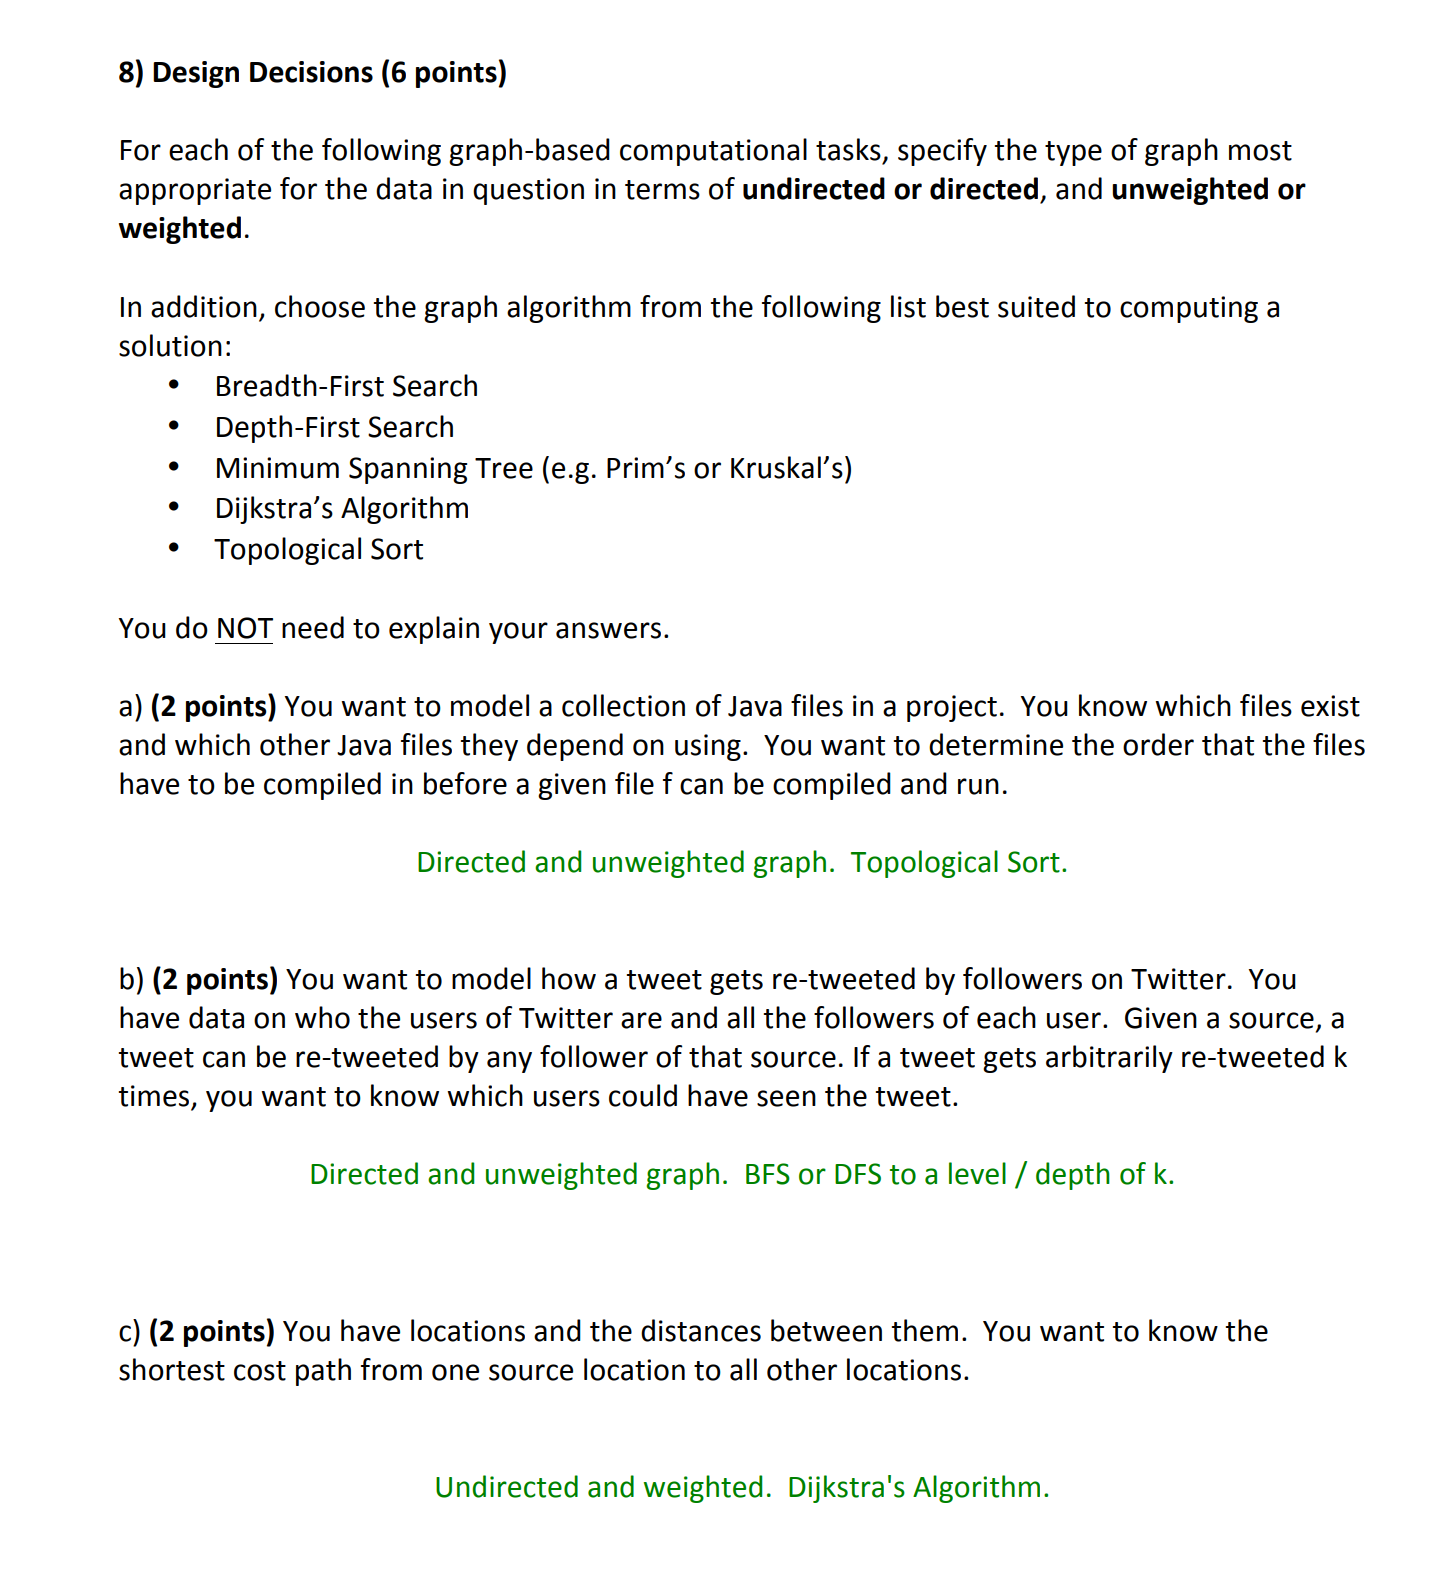 8) Design Decisions (6 points)
For each of the following graph-based computational tasks, specify the type of graph most
appropriate for the data in question in terms of undirected or directed, and unweighted or
weighted.
In addition, choose the graph algorithm from the following list best suited to computing a
solution:
• Breadth-First Search
• Depth-First Search
• Minimum Spanning Tree (e.g. Prim’s or Kruskal’s)
• Dijkstra’s Algorithm
• Topological Sort
You do NOT need to explain your answers.
a) (2 points) You want to model a collection of Java files in a project.  You know which files exist
and which other Java files they depend on using.  You want to determine the order that the files
have to be compiled in before a given file f can be compiled and run.
Directed and unweighted graph.  Topological Sort.
b) (2 points) You want to model how a tweet gets re-tweeted by followers on Twitter.  You
have data on who the users of Twitter are and all the followers of each user.  Given a source, a
tweet can be re-tweeted by any follower of that source. If a tweet gets arbitrarily re-tweeted k
times, you want to know which users could have seen the tweet.
Directed and unweighted graph.  BFS or DFS to a level / depth of k.
c) (2 points) You have locations and the distances between them.  You want to know the
shortest cost path from one source location to all other locations.
Undirected and weighted.  Dijkstra's Algorithm.